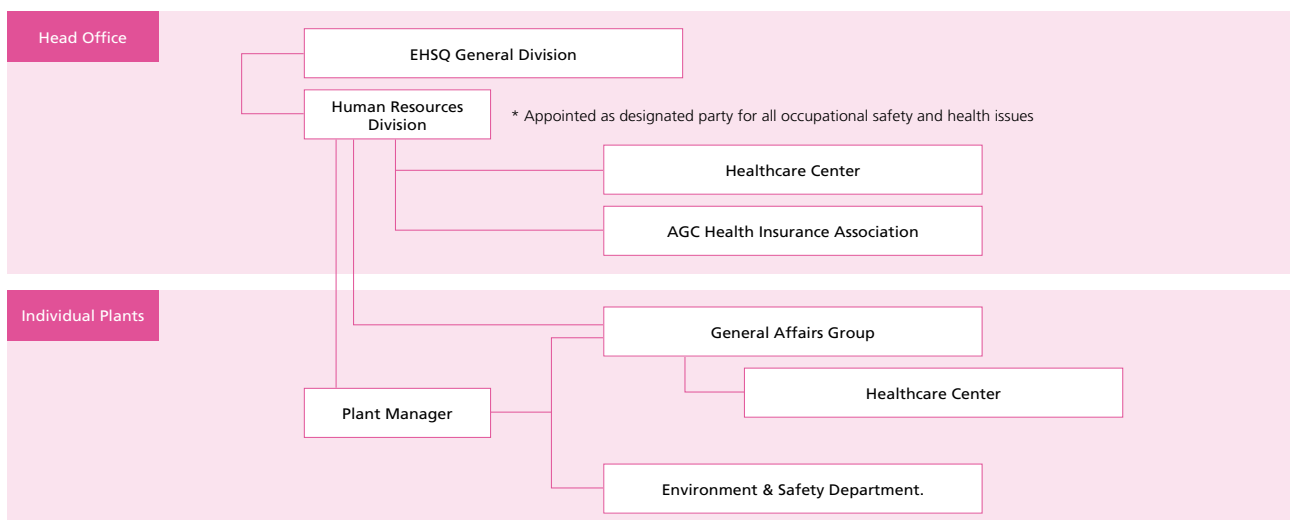 Head Office
EHSQ General Division
Human Resources
Division
* Appointed as designated party for all occupational safety and health issues
Healthcare Center
AGC Health Insurance Association
Individual Plants
General Affairs Group
Healthcare Center
Plant Manager
Environment & Safety Department.